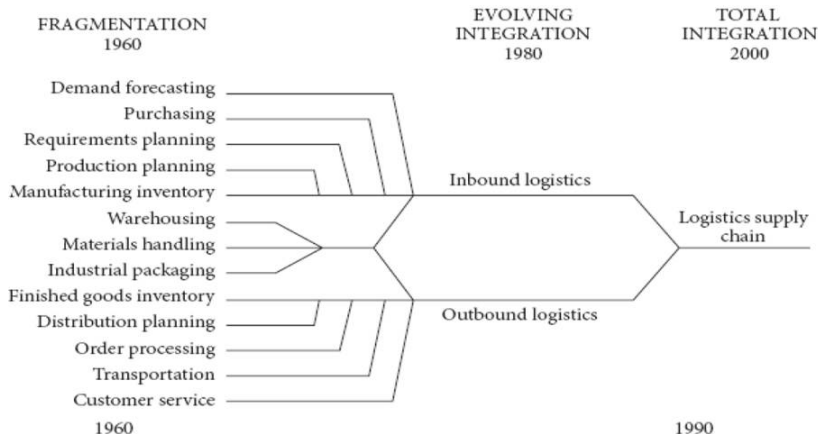 FRAGMENTATION
1960
EVOLVING
INTEGRATION
1980
TOTAL
INTEGRATION
2000
Demand forecasting
Purchasing
Requirements planning
Production planning
Manufacturing inventory
Warehousing
Materials handling
Industrial packaging
Finished goods inventory
Distribution planning
Order processing
Transportation
Customer service
Inbound logistics
Outbound logistics
Logistics supply
chain
1960
1990